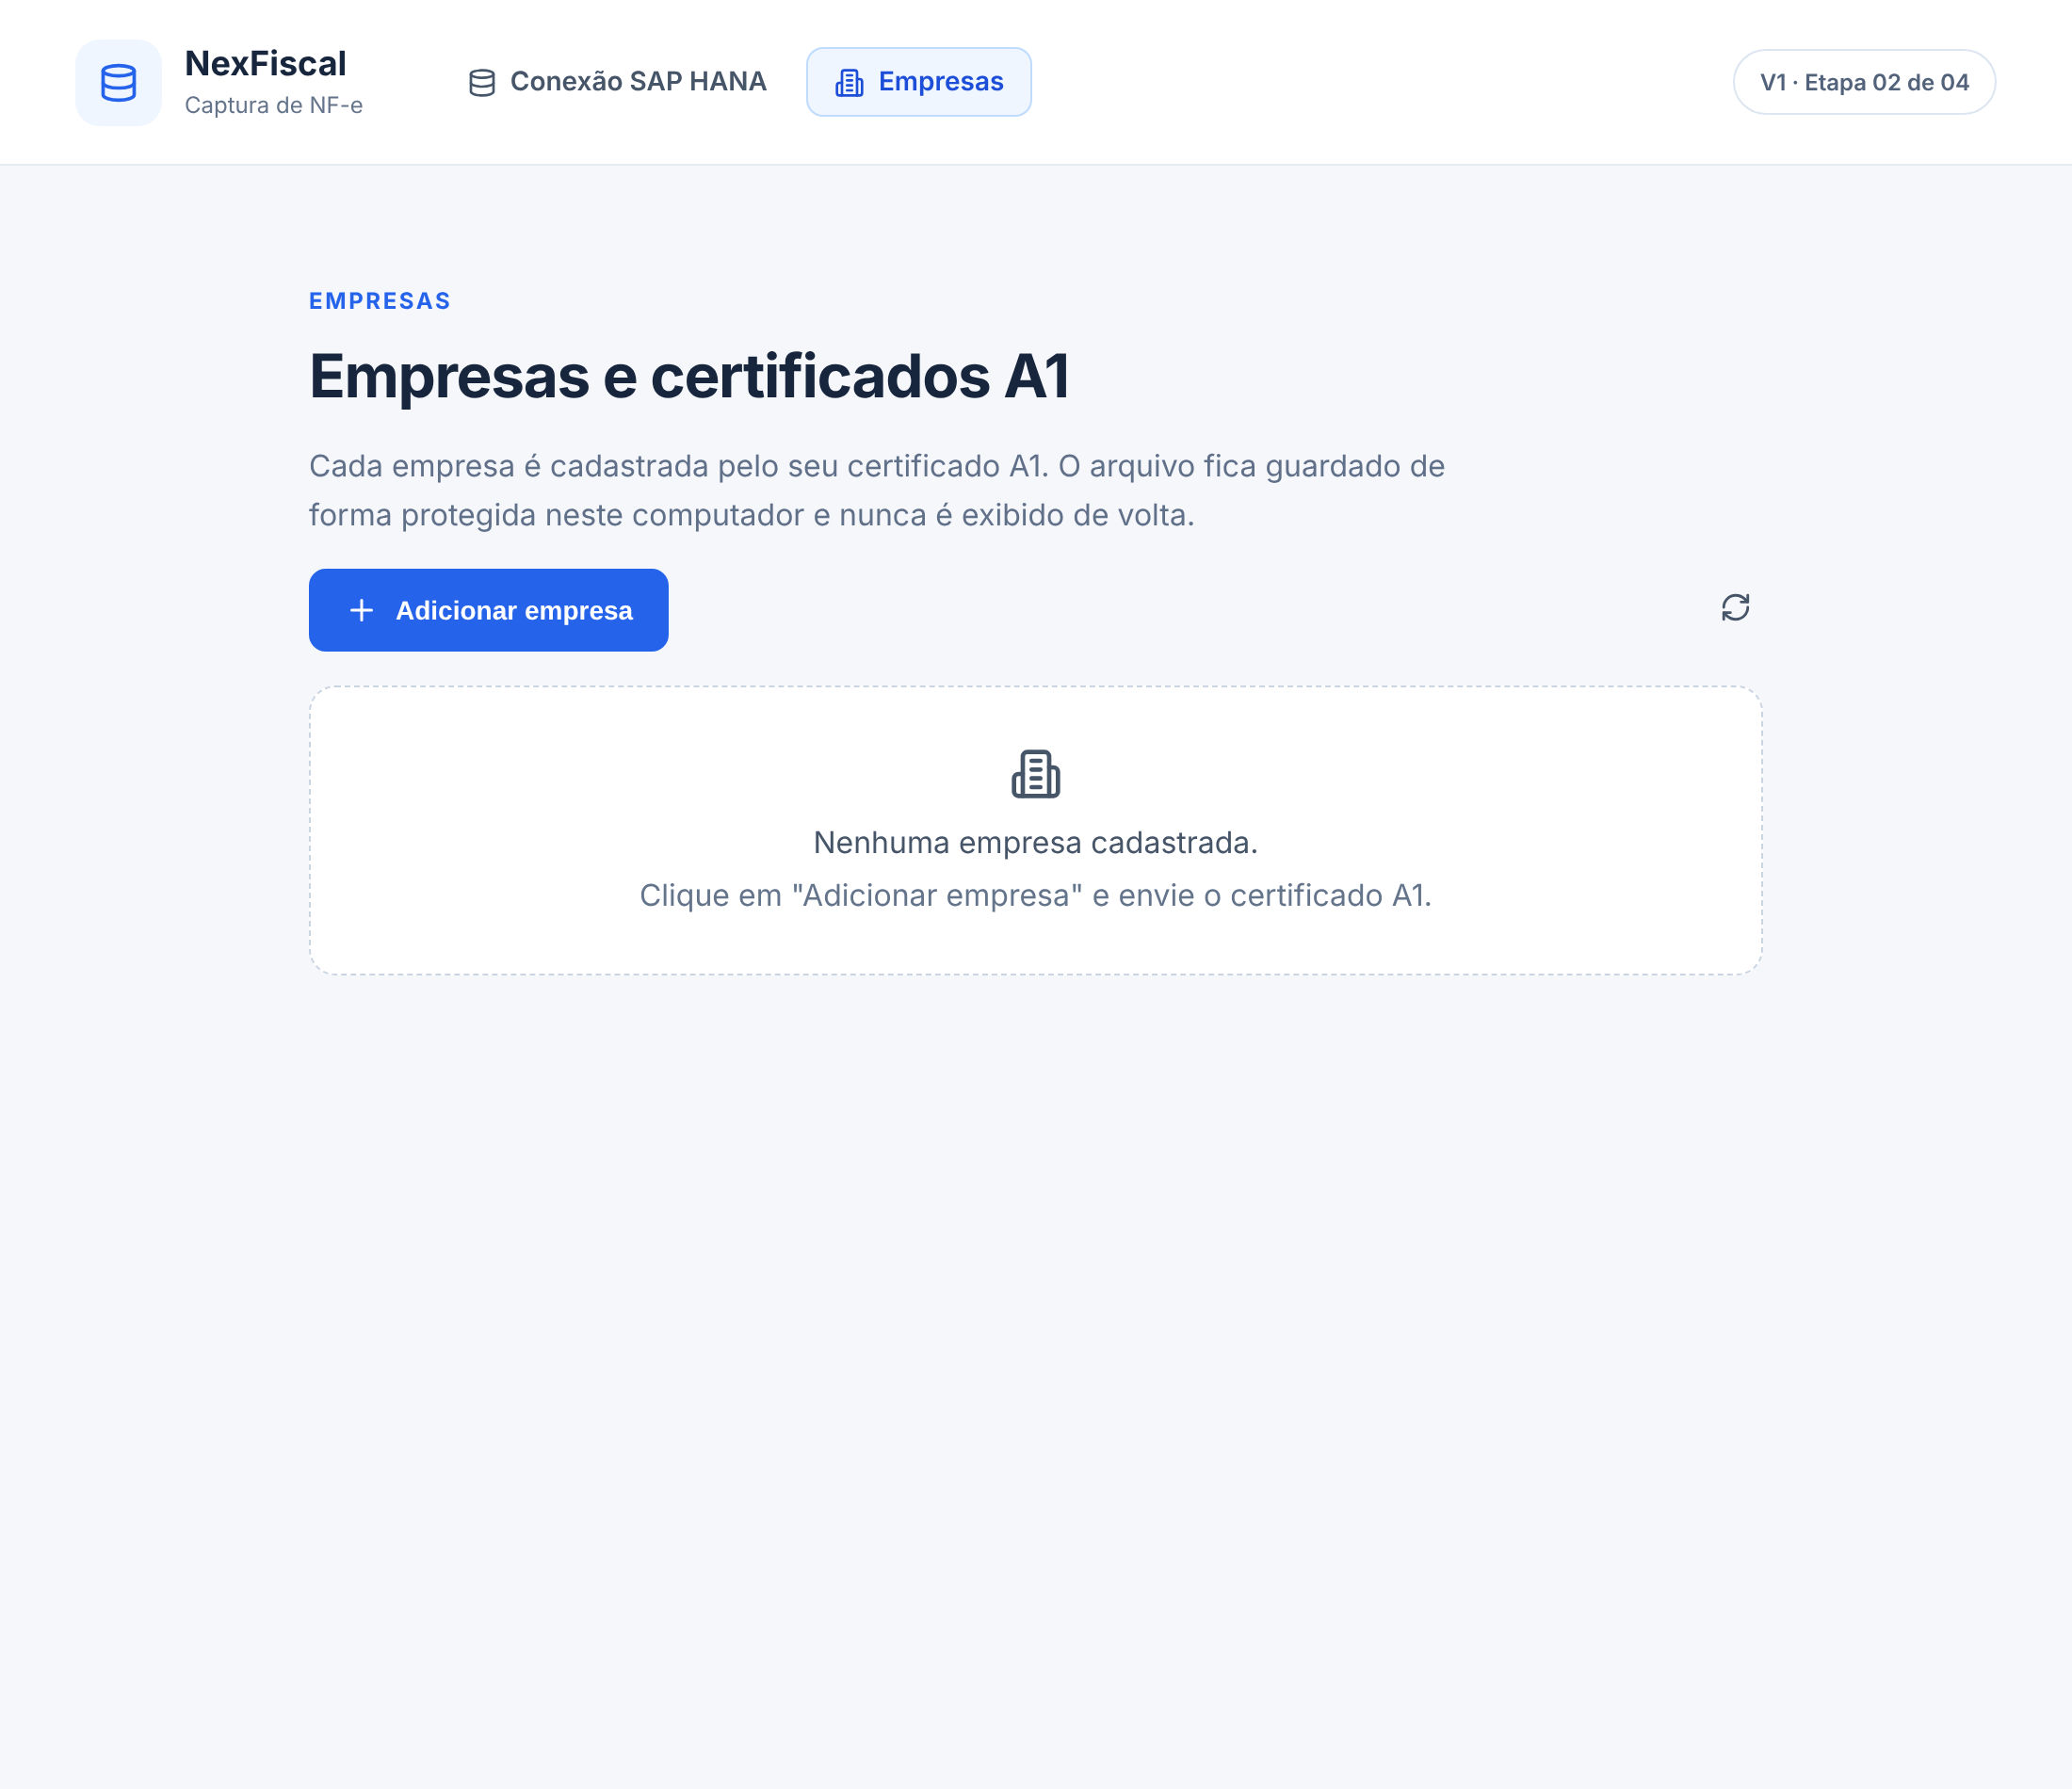 NexFiscal
Captura de NF-e
Conexão SAP HANA
Empresas
V1 · Etapa 02 de 04
EMPRESAS
Empresas e certificados A1
Cada empresa é cadastrada pelo seu certificado A1. O arquivo fica guardado de
forma protegida neste computador e nunca é exibido de volta.
Adicionar empresa
Nenhuma empresa cadastrada.
Clique em "Adicionar empresa" e envie o certificado A1.